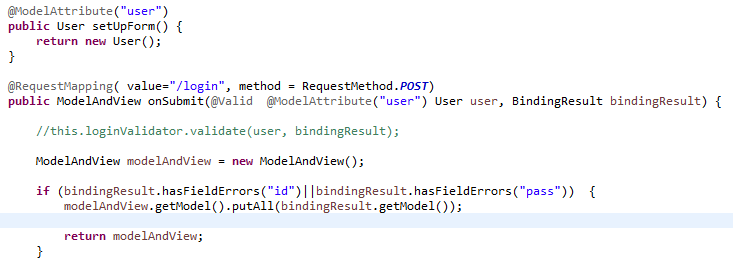 @ModelAttribute("user")
public User setUpForm() {
return new User();
}
@RequestMapping( value="/login", method = RequestMethod.POST)
public ModelAndView onSubmit(@Valid  @ModelAttribute("user") User user, BindingResult bindingResult) {
//this.loginValidator.validate(user, bindingResult);
ModelAndView modelAndView = new ModelAndView();
if (bindingResult.hasFieldErrors("id")||bindingResult.hasFieldErrors("pass"))  {
modelAndView.getModel().putAll(bindingResult.getModel());
return modelAndView;
}